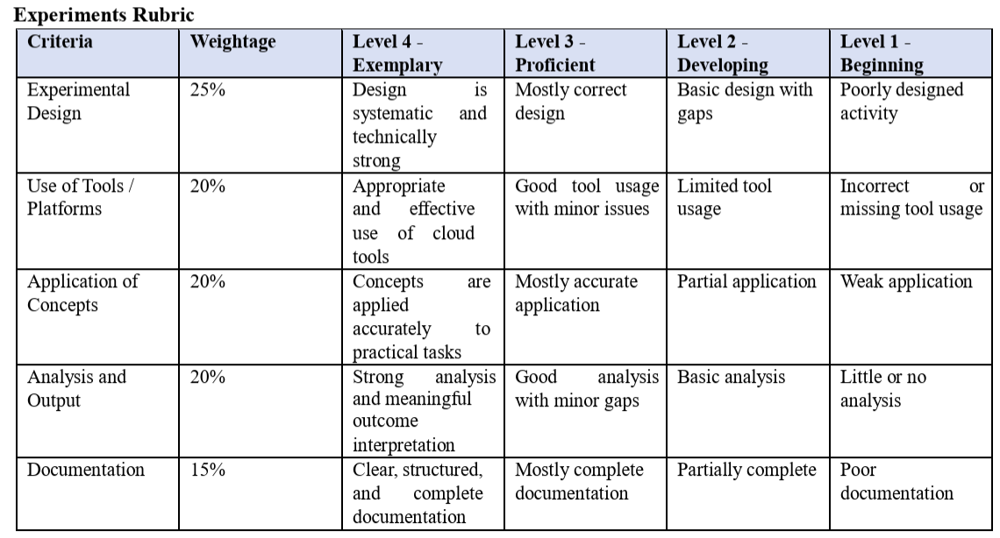 Experiments Rubric
Criteria Weightage Level 4 - Level 3 - Level 2 - Level 1 -
Exemplary Proficient Developing Beginning
Experimental 25% Design is Mostly correct Basic design with Poorly designed
Design systematic and design gaps activity
technically
strong
Use of Tools / 20% Appropriate Good tool usage Limited tool Incorrect or
Platforms and effective with minor issues usage missing tool usage
use of cloud
tools
Application of 20% Concepts are Mostly accurate Partial application Weak application
Concepts applied application
accurately to
practical tasks
Analysis and 20% Strong analysis Good analysis Basic analysis Little or no
Output and meaningful with minor gaps analysis
outcome
interpretation
Documentation 15% Clear, structured, Mostly complete Partially complete Poor
and complete documentation documentation
documentation